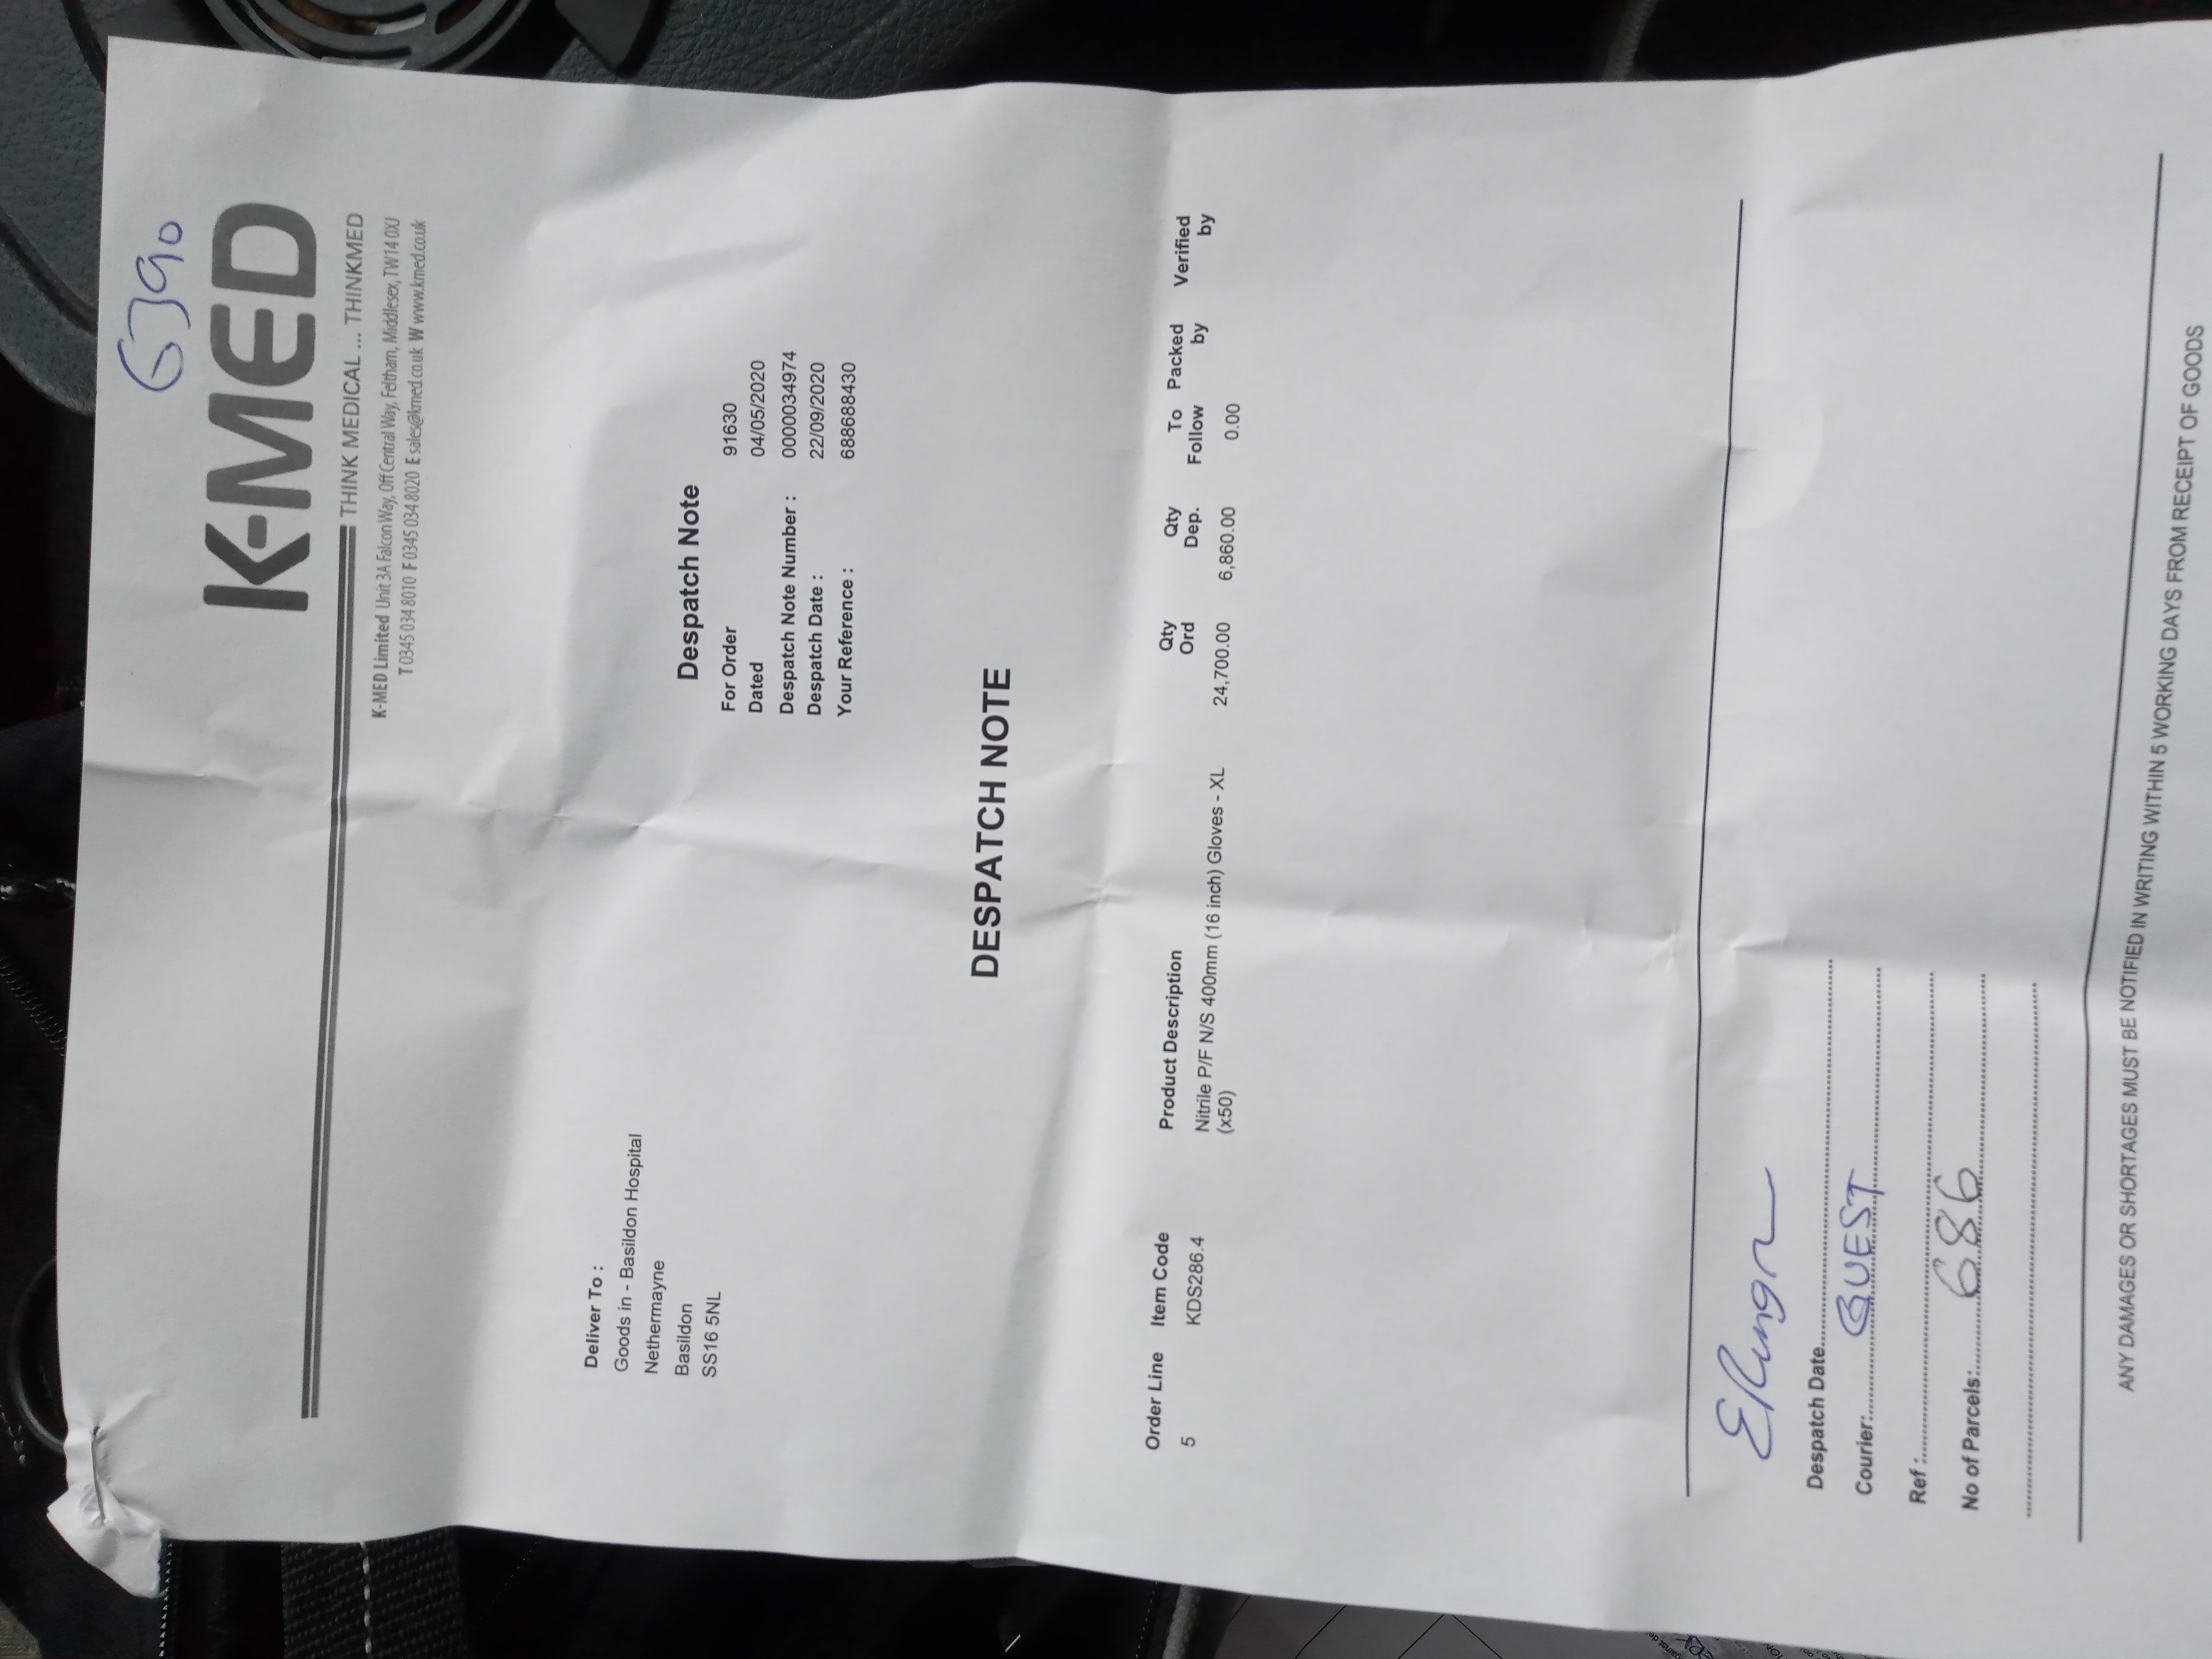 6390
K-MED
THINK MEDICAL ... THINKMED
K-MED Limited Unit 3A Falcon Way, Off Central Way, Feltham, Middlesex, TW14 0XJ
T 0345 034 8010 F 0345 034 8020 E sales@kmed.co.uk W www.kmed.co.uk
Deliver To :
Goods in - Basildon Hospital
Nethermayne
Basildon
SS16 5NL
Despatch Note
For Order 91630
Dated 04/05/2020
Despatch Note Number : 0000034974
Despatch Date : 22/09/2020
Your Reference : 688688430
DESPATCH NOTE
Order Line Item Code Product Description Qty Ord Qty Dep. To Follow Packed by Verified by
5 KDS286.4 Nitrile P/F N/S 400mm (16 inch) Gloves - XL 24,700.00 6,860.00 0.00
(x50)
Despatch Date
Courier: QUEST
Ref :
No of Parcels: 686
ANY DAMAGES OR SHORTAGES MUST BE NOTIFIED IN WRITING WITHIN 5 WORKING DAYS FROM RECEIPT OF GOODS